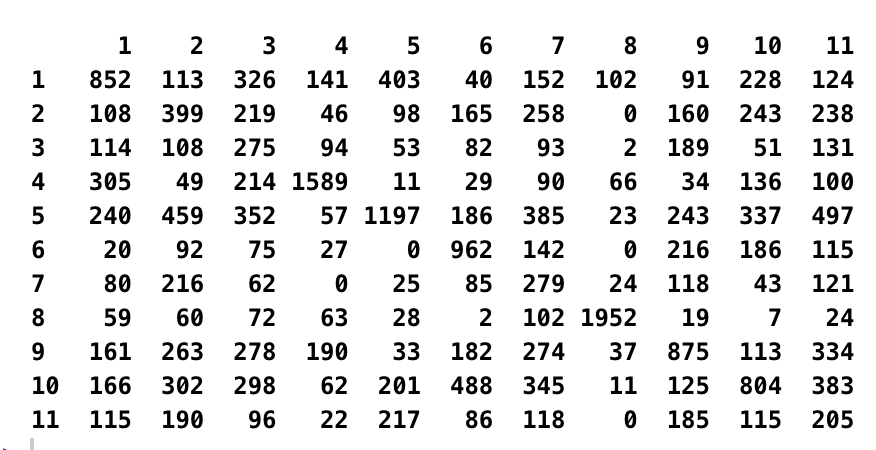 1 2 3 4 5 6 7 8 9 10 11
1 852 113 326 141 403 40 152 102 91 228 124
2 108 399 219 46 98 165 258 0 160 243 238
3 114 108 275 94 53 82 93 2 189 51 131
4 305 49 214 1589 11 29 90 66 34 136 100
5 240 459 352 57 1197 186 385 23 243 337 497
6 20 92 75 27 0 962 142 0 216 186 115
7 80 216 62 0 25 85 279 24 118 43 121
8 59 60 72 63 28 2 102 1952 19 7 24
9 161 263 278 190 33 182 274 37 875 113 334
10 166 302 298 62 201 488 345 11 125 804 383
11 115 190 96 22 217 86 118 0 185 115 205